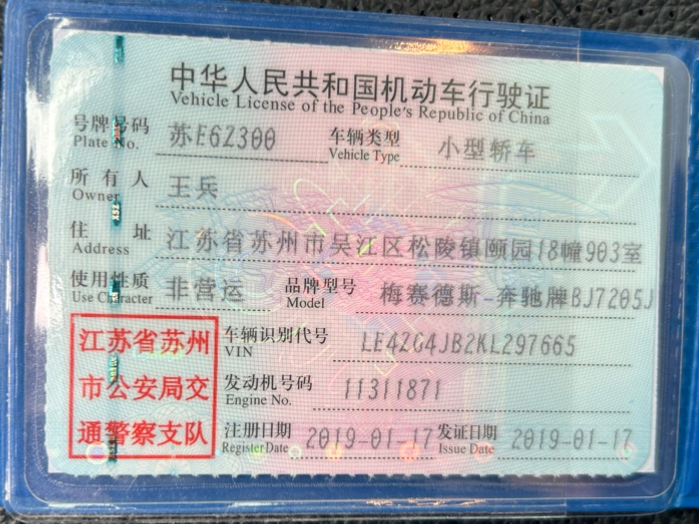 中华人民共和国机动车行驶证
Vehicle License of the People's Republic of China
号牌号码 苏E6Z300 车辆类型 小型轿车
Plate No. Vehicle Type
所有人 王兵
Owner
住址 江苏省苏州市吴江区松陵镇颐园18幢903室
Address
使用性质 非营运 品牌型号 梅赛德斯-奔驰牌BJ7205J
Use Character Model
江苏省苏州 车辆识别代号 LE4ZG4JB2KL297665
VIN
市公安局交 发动机号码 11311871
Engine No.
通警察支队 注册日期 2019-01-17 发证日期 2019-01-17
Register Date Issue Date